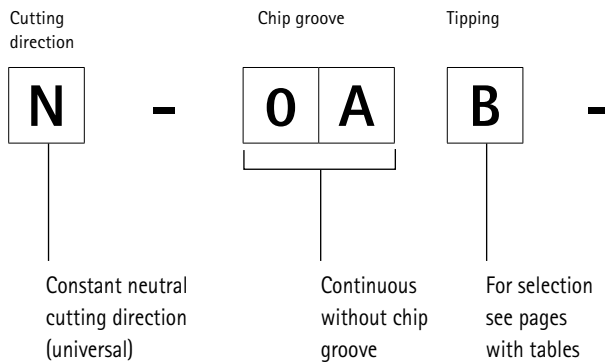 Cutting
direction
Chip groove
Tipping
N - 0 A B -
Constant neutral
cutting direction
(universal)
Continuous
without chip
groove
For selection
see pages
with tables